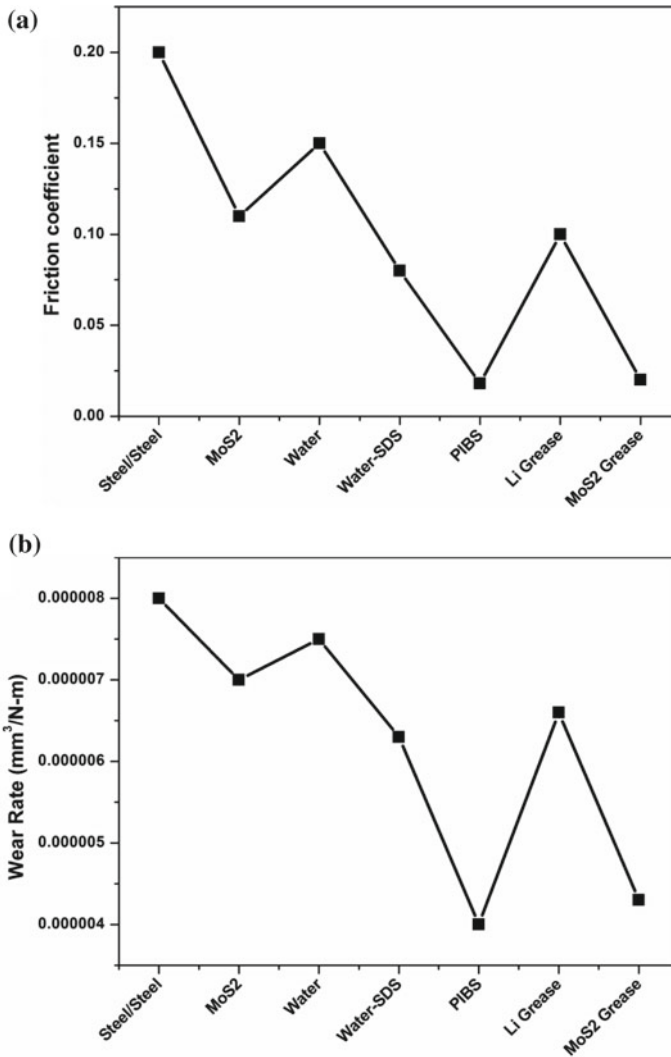 (a)
Friction coefficient
0.20
0.15
0.10
0.05
0.00
Steel/Steel
MoS2
Water
Water-SDS
PIBS
Li Grease
MoS2 Grease
(b)
Wear Rate (mm³/N-m)
0.000008
0.000007
0.000006
0.000005
0.000004
Steel/Steel
MoS2
Water
Water-SDS
PIBS
Li Grease
MoS2 Grease